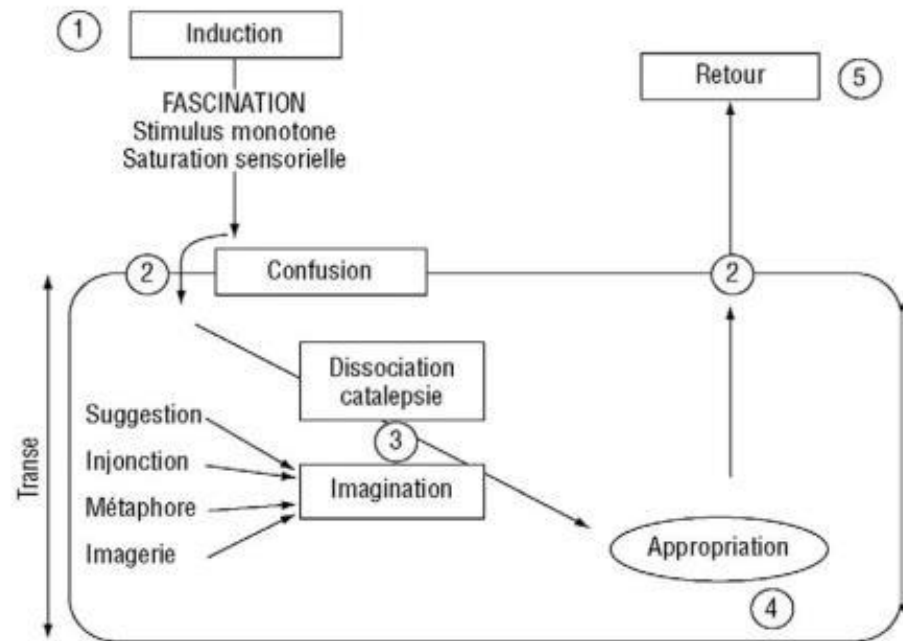 1
Induction
FASCINATION
Stimulus monotone
Saturation sensorielle
Retour
5
2
Confusion
2
Dissociation
catalepsie
3
Suggestion
Injonction
Métaphore
Imagerie
Imagination
Transe
Appropriation
4